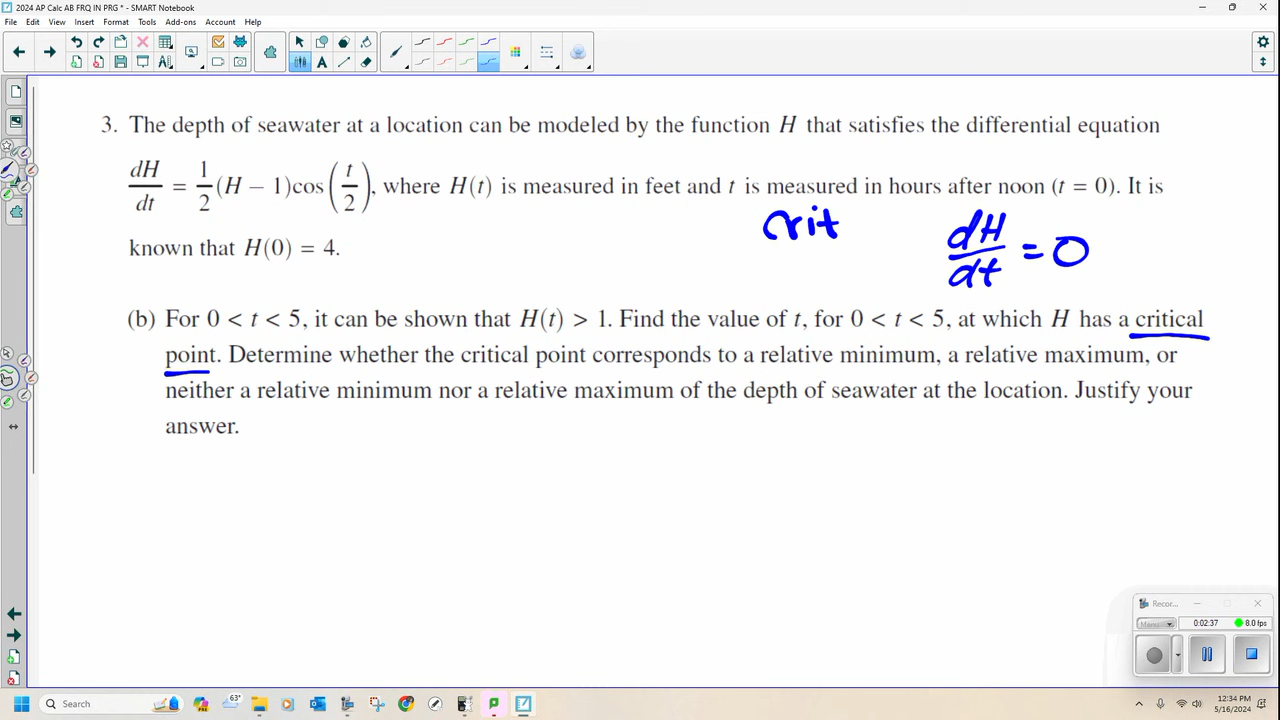 2024 AP Calc AB FRQ IN PRG * - SMART Notebook
File Edit View Insert Format Tools Add-ons Account Help
3. The depth of seawater at a location can be modeled by the function H that satisfies the differential equation
dH/dt = 1/2 (H − 1)cos(t/2), where H(t) is measured in feet and t is measured in hours after noon (t = 0). It is
known that H(0) = 4.
crit
dH/dt = 0
(b) For 0 < t < 5, it can be shown that H(t) > 1. Find the value of t, for 0 < t < 5, at which H has a critical
point. Determine whether the critical point corresponds to a relative minimum, a relative maximum, or
neither a relative minimum nor a relative maximum of the depth of seawater at the location. Justify your
answer.
Recor...
Menu
0:02:37
8.0 fps
Search
63°
12:34 PM
5/16/2024